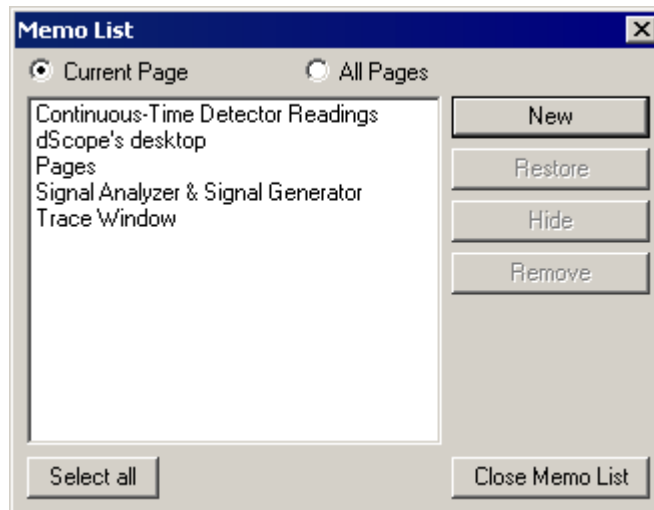 Memo List
Current Page All Pages
Continuous-Time Detector Readings
dScope's desktop
Pages
Signal Analyzer & Signal Generator
Trace Window
New
Restore
Hide
Remove
Select all Close Memo List